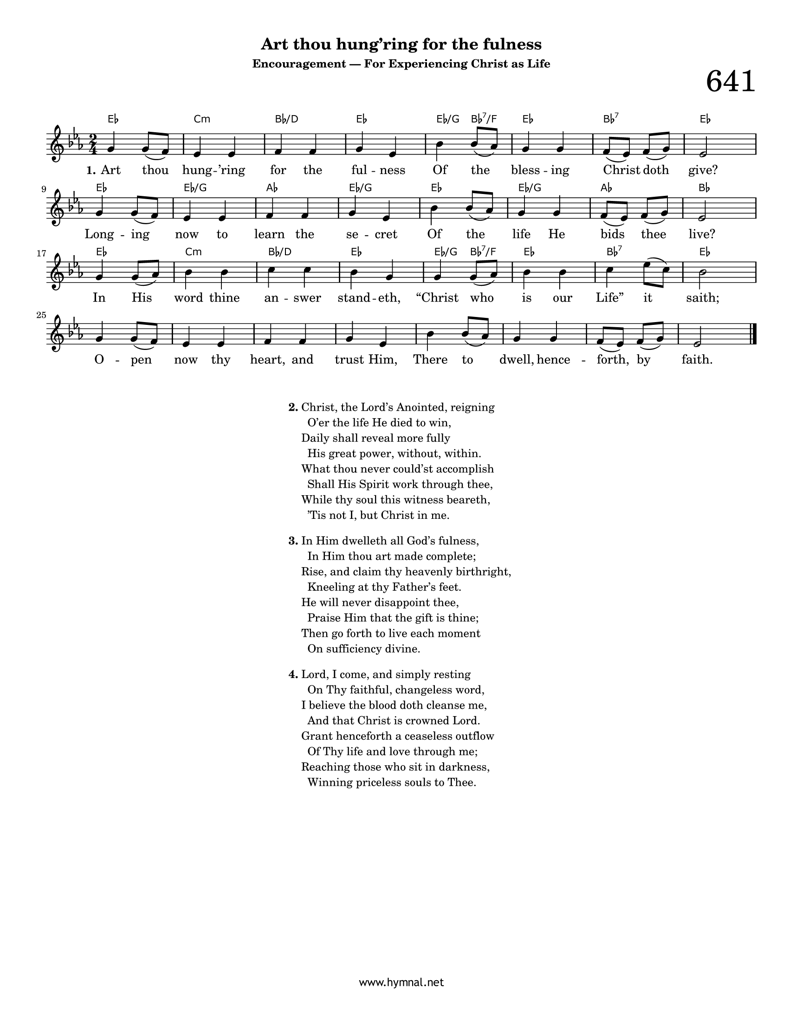 Art thou hung’ring for the fulness
Encouragement — For Experiencing Christ as Life
641
E♭ Cm B♭/D E♭ E♭/G B♭7/F E♭ B♭7 E♭
2
4
1. Art thou hung-’ring for the ful - ness Of the bless - ing Christ doth give?
9 E♭ E♭/G A♭ E♭/G E♭ E♭/G A♭ B♭
Long - ing now to learn the se - cret Of the life He bids thee live?
17 E♭ Cm B♭/D E♭ E♭/G B♭7/F E♭ B♭7 E♭
In His word thine an - swer stand - eth, “Christ who is our Life” it saith;
25
O - pen now thy heart, and trust Him, There to dwell, hence - forth, by faith.
2. Christ, the Lord’s Anointed, reigning
O’er the life He died to win,
Daily shall reveal more fully
His great power, without, within.
What thou never could’st accomplish
Shall His Spirit work through thee,
While thy soul this witness beareth,
’Tis not I, but Christ in me.
3. In Him dwelleth all God’s fulness,
In Him thou art made complete;
Rise, and claim thy heavenly birthright,
Kneeling at thy Father’s feet.
He will never disappoint thee,
Praise Him that the gift is thine;
Then go forth to live each moment
On sufficiency divine.
4. Lord, I come, and simply resting
On Thy faithful, changeless word,
I believe the blood doth cleanse me,
And that Christ is crowned Lord.
Grant henceforth a ceaseless outflow
Of Thy life and love through me;
Reaching those who sit in darkness,
Winning priceless souls to Thee.
www.hymnal.net